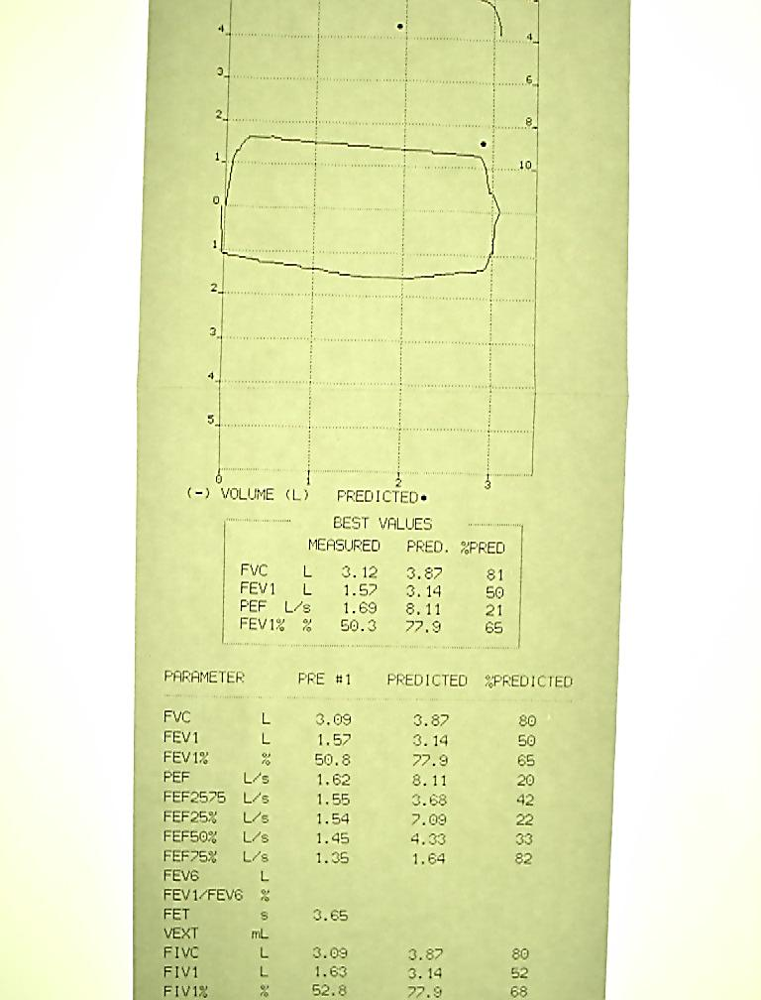 4 4
3 6
2 8
1 10
0
1
2
3
4
5
0 1 2 3
(-) VOLUME (L) PREDICTED•
BEST VALUES
MEASURED PRED. %PRED
FVC L 3.12 3.87 81
FEV1 L 1.57 3.14 50
PEF L/s 1.69 8.11 21
FEV1% % 50.3 77.9 65
PARAMETER PRE #1 PREDICTED %PREDICTED
FVC L 3.09 3.87 80
FEV1 L 1.57 3.14 50
FEV1% % 50.8 77.9 65
PEF L/s 1.62 8.11 20
FEF2575 L/s 1.55 3.68 42
FEF25% L/s 1.54 7.09 22
FEF50% L/s 1.45 4.33 33
FEF75% L/s 1.35 1.64 82
FEV6 L
FEV1/FEV6 %
FET s 3.65
VEXT mL
FIVC L 3.09 3.87 80
FIV1 L 1.63 3.14 52
FIV1% % 52.8 77.9 68